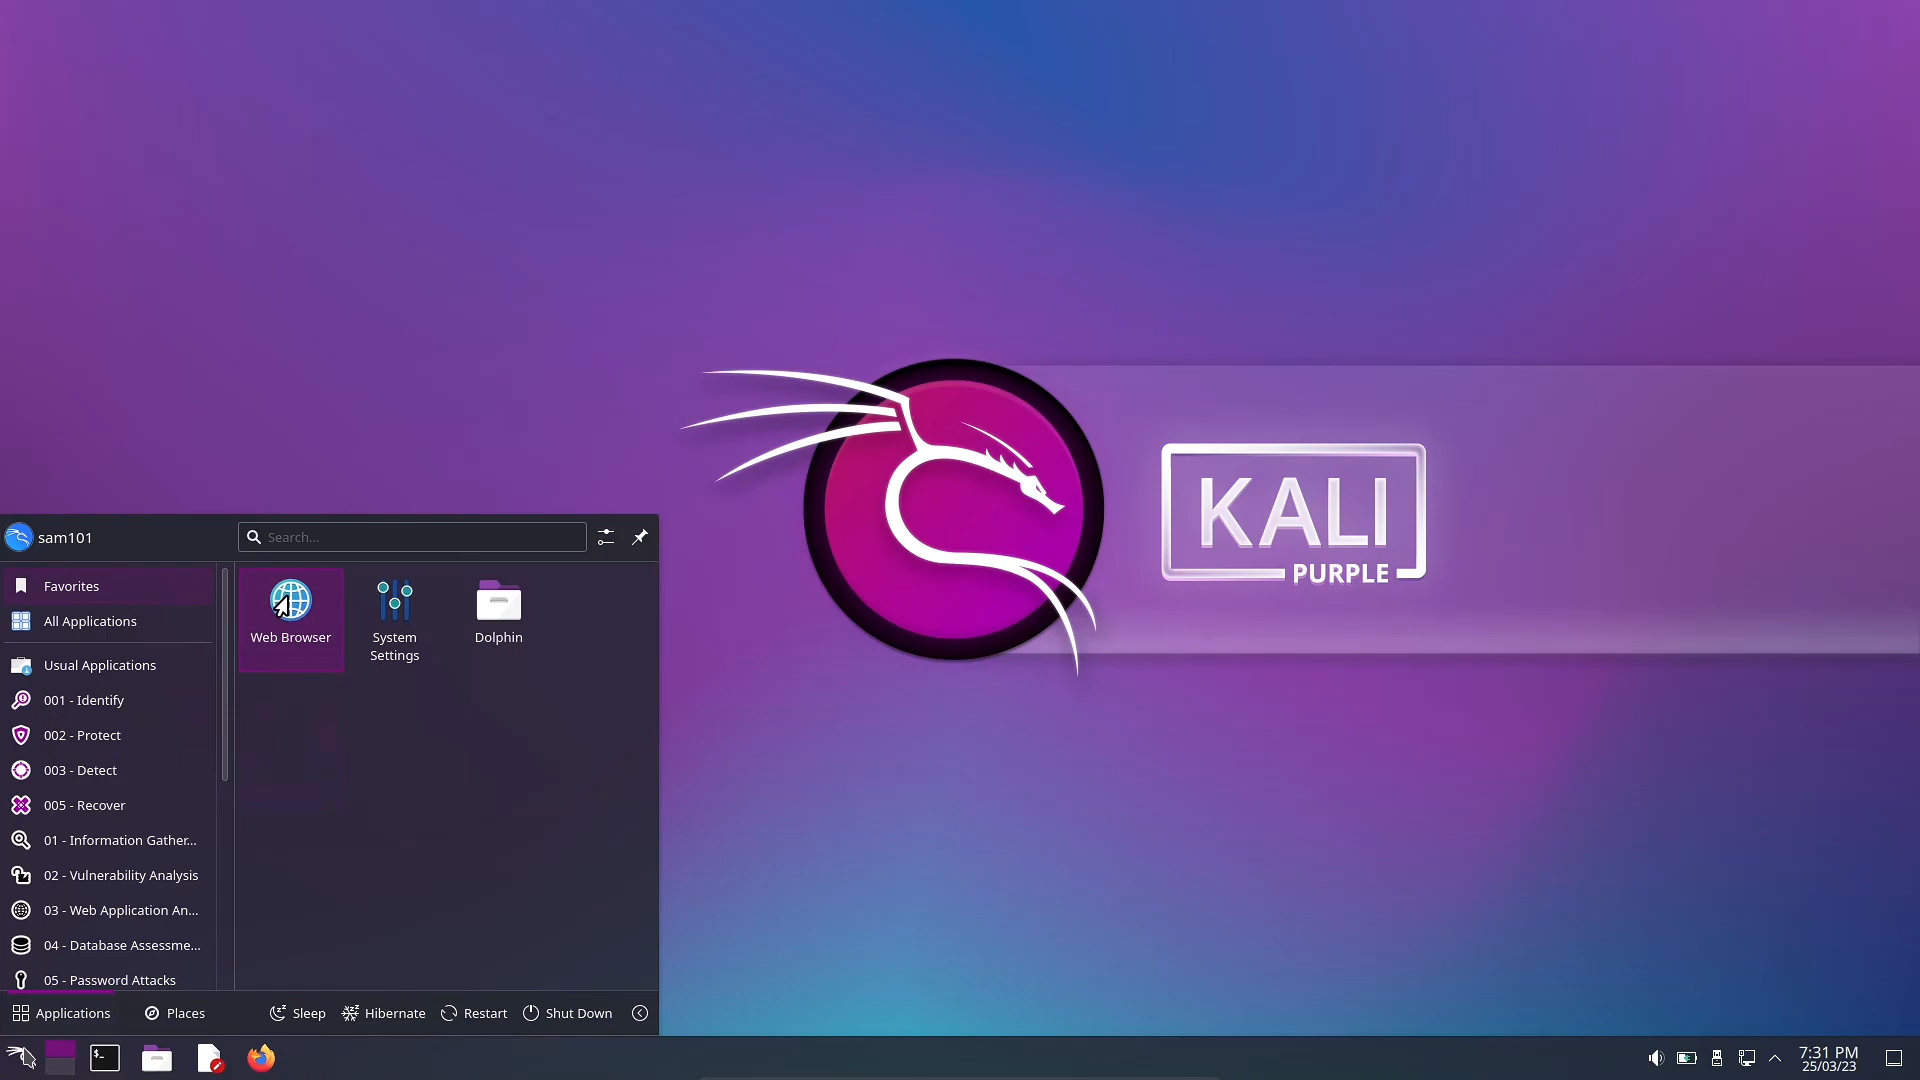 KALI
PURPLE
sam101
Search...
Favorites
All Applications
Usual Applications
001 - Identify
002 - Protect
003 - Detect
005 - Recover
01 - Information Gather...
02 - Vulnerability Analysis
03 - Web Application An...
04 - Database Assessme...
05 - Password Attacks
Web Browser
System
Settings
Dolphin
Applications
Places
Sleep
Hibernate
Restart
Shut Down
$_
7:31 PM
25/03/23